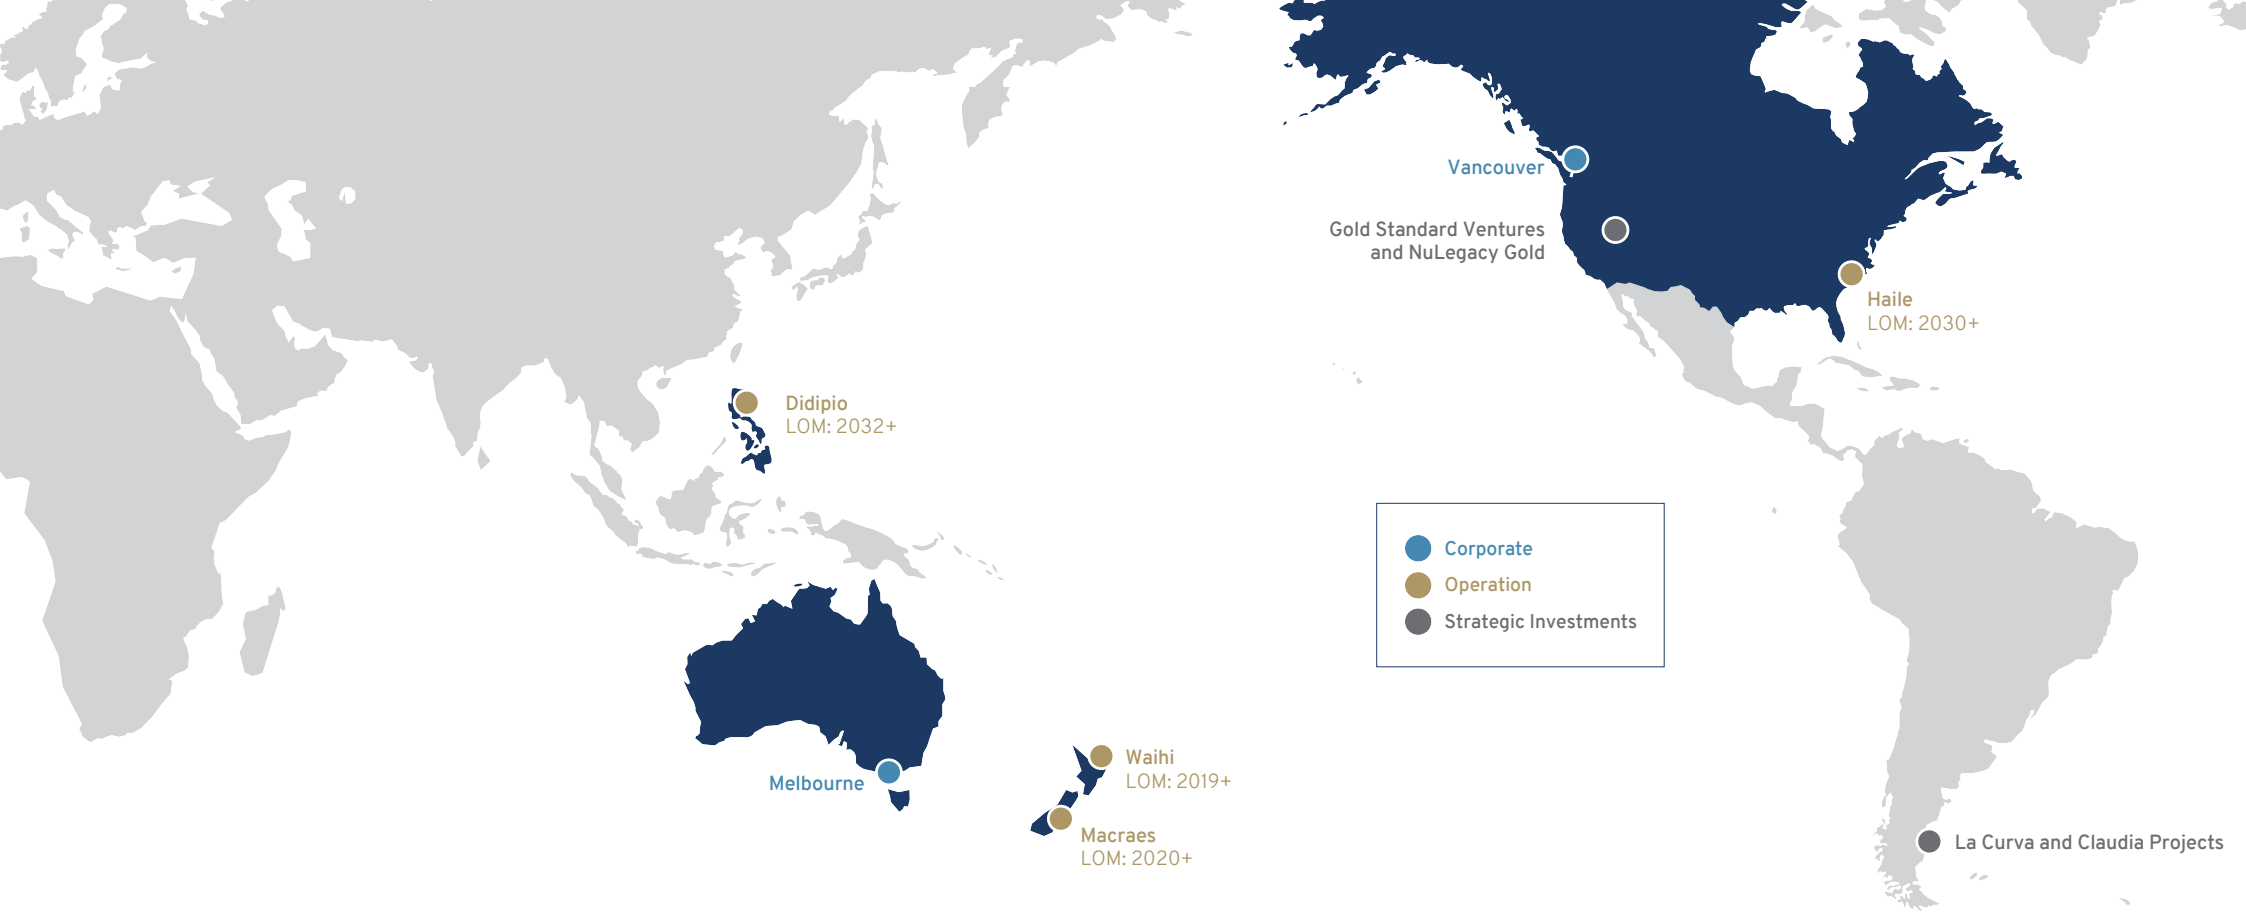 Vancouver
Gold Standard Ventures
and NuLegacy Gold
Haile
LOM: 2030+
Didipio
LOM: 2032+
Corporate
Operation
Strategic Investments
Melbourne
Waihi
LOM: 2019+
Macraes
LOM: 2020+
La Curva and Claudia Projects